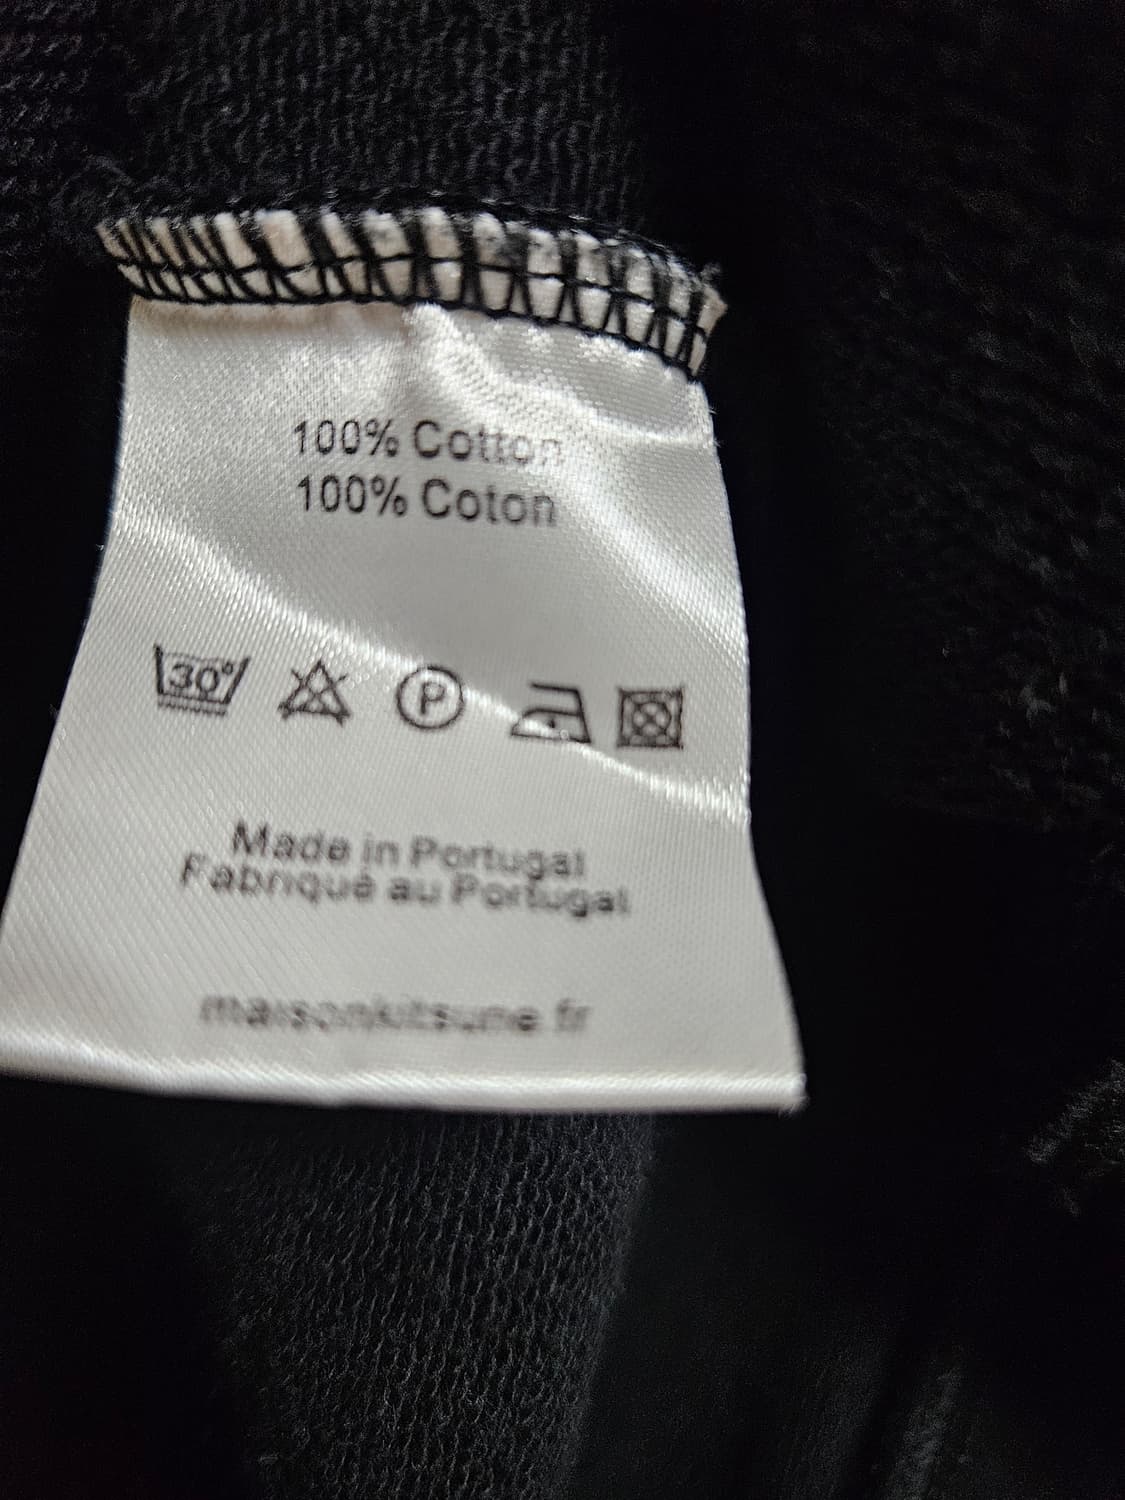 100% Cotton
100% Coton
30° P
Made in Portugal
Fabriqué au Portugal
maisonkitsune.fr